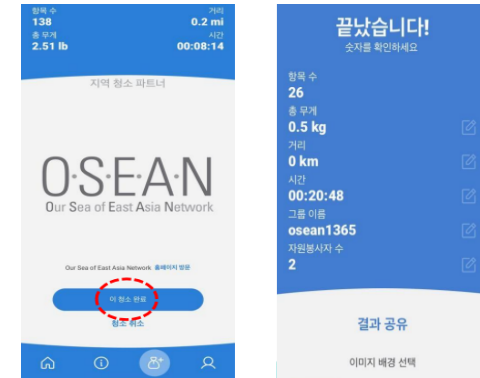 항목 수 거리
138 0.2 mi
총 무게 시간
2.51 lb 00:08:14
지역 청소 파트너
O·S·E·A·N
Our Sea of East Asia Network
Our Sea of East Asia Network 홈페이지 방문
이 청소 완료
청소 취소
끝났습니다!
숫자를 확인하세요
항목 수
26
총 무게
0.5 kg
거리
0 km
시간
00:20:48
그룹 이름
osean1365
자원봉사자 수
2
결과 공유
이미지 배경 선택